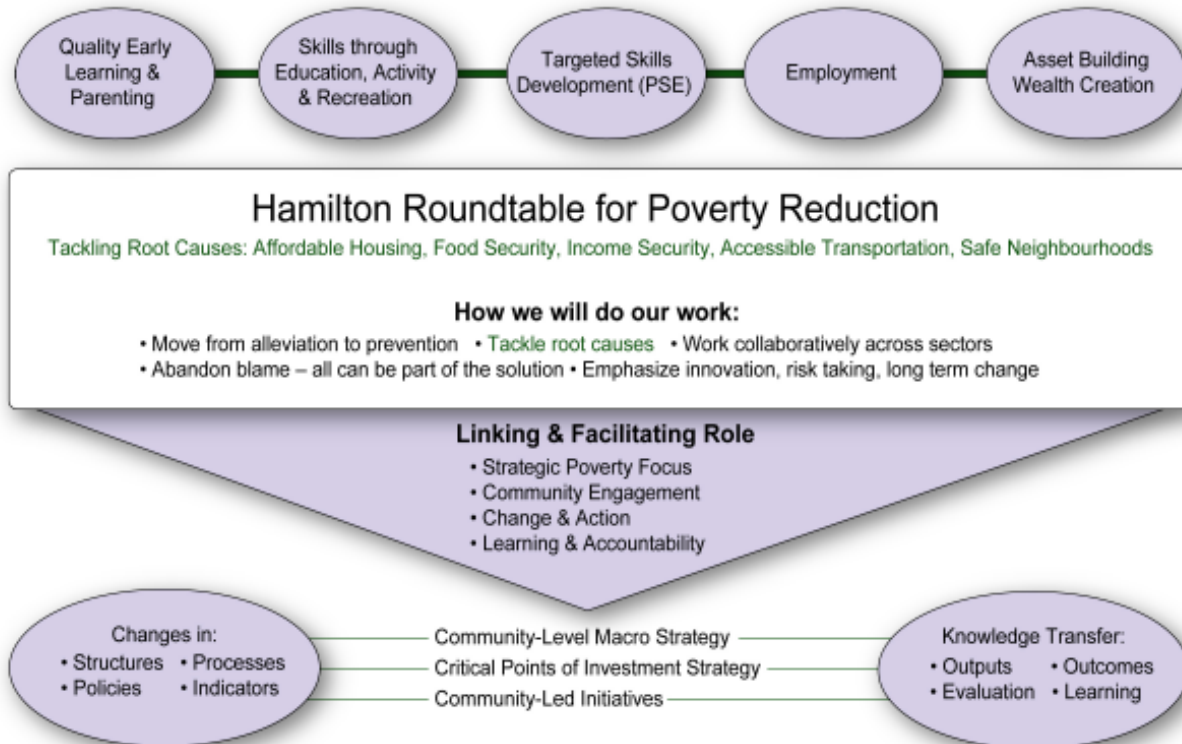 Quality Early
Learning &
Parenting
Skills through
Education, Activity
& Recreation
Targeted Skills
Development (PSE)
Employment
Asset Building
Wealth Creation
Hamilton Roundtable for Poverty Reduction
Tackling Root Causes: Affordable Housing, Food Security, Income Security, Accessible Transportation, Safe Neighbourhoods
How we will do our work:
• Move from alleviation to prevention • Tackle root causes • Work collaboratively across sectors
• Abandon blame – all can be part of the solution • Emphasize innovation, risk taking, long term change
Linking & Facilitating Role
• Strategic Poverty Focus
• Community Engagement
• Change & Action
• Learning & Accountability
Changes in:
• Structures • Processes
• Policies • Indicators
Community-Level Macro Strategy
Critical Points of Investment Strategy
Community-Led Initiatives
Knowledge Transfer:
• Outputs • Outcomes
• Evaluation • Learning